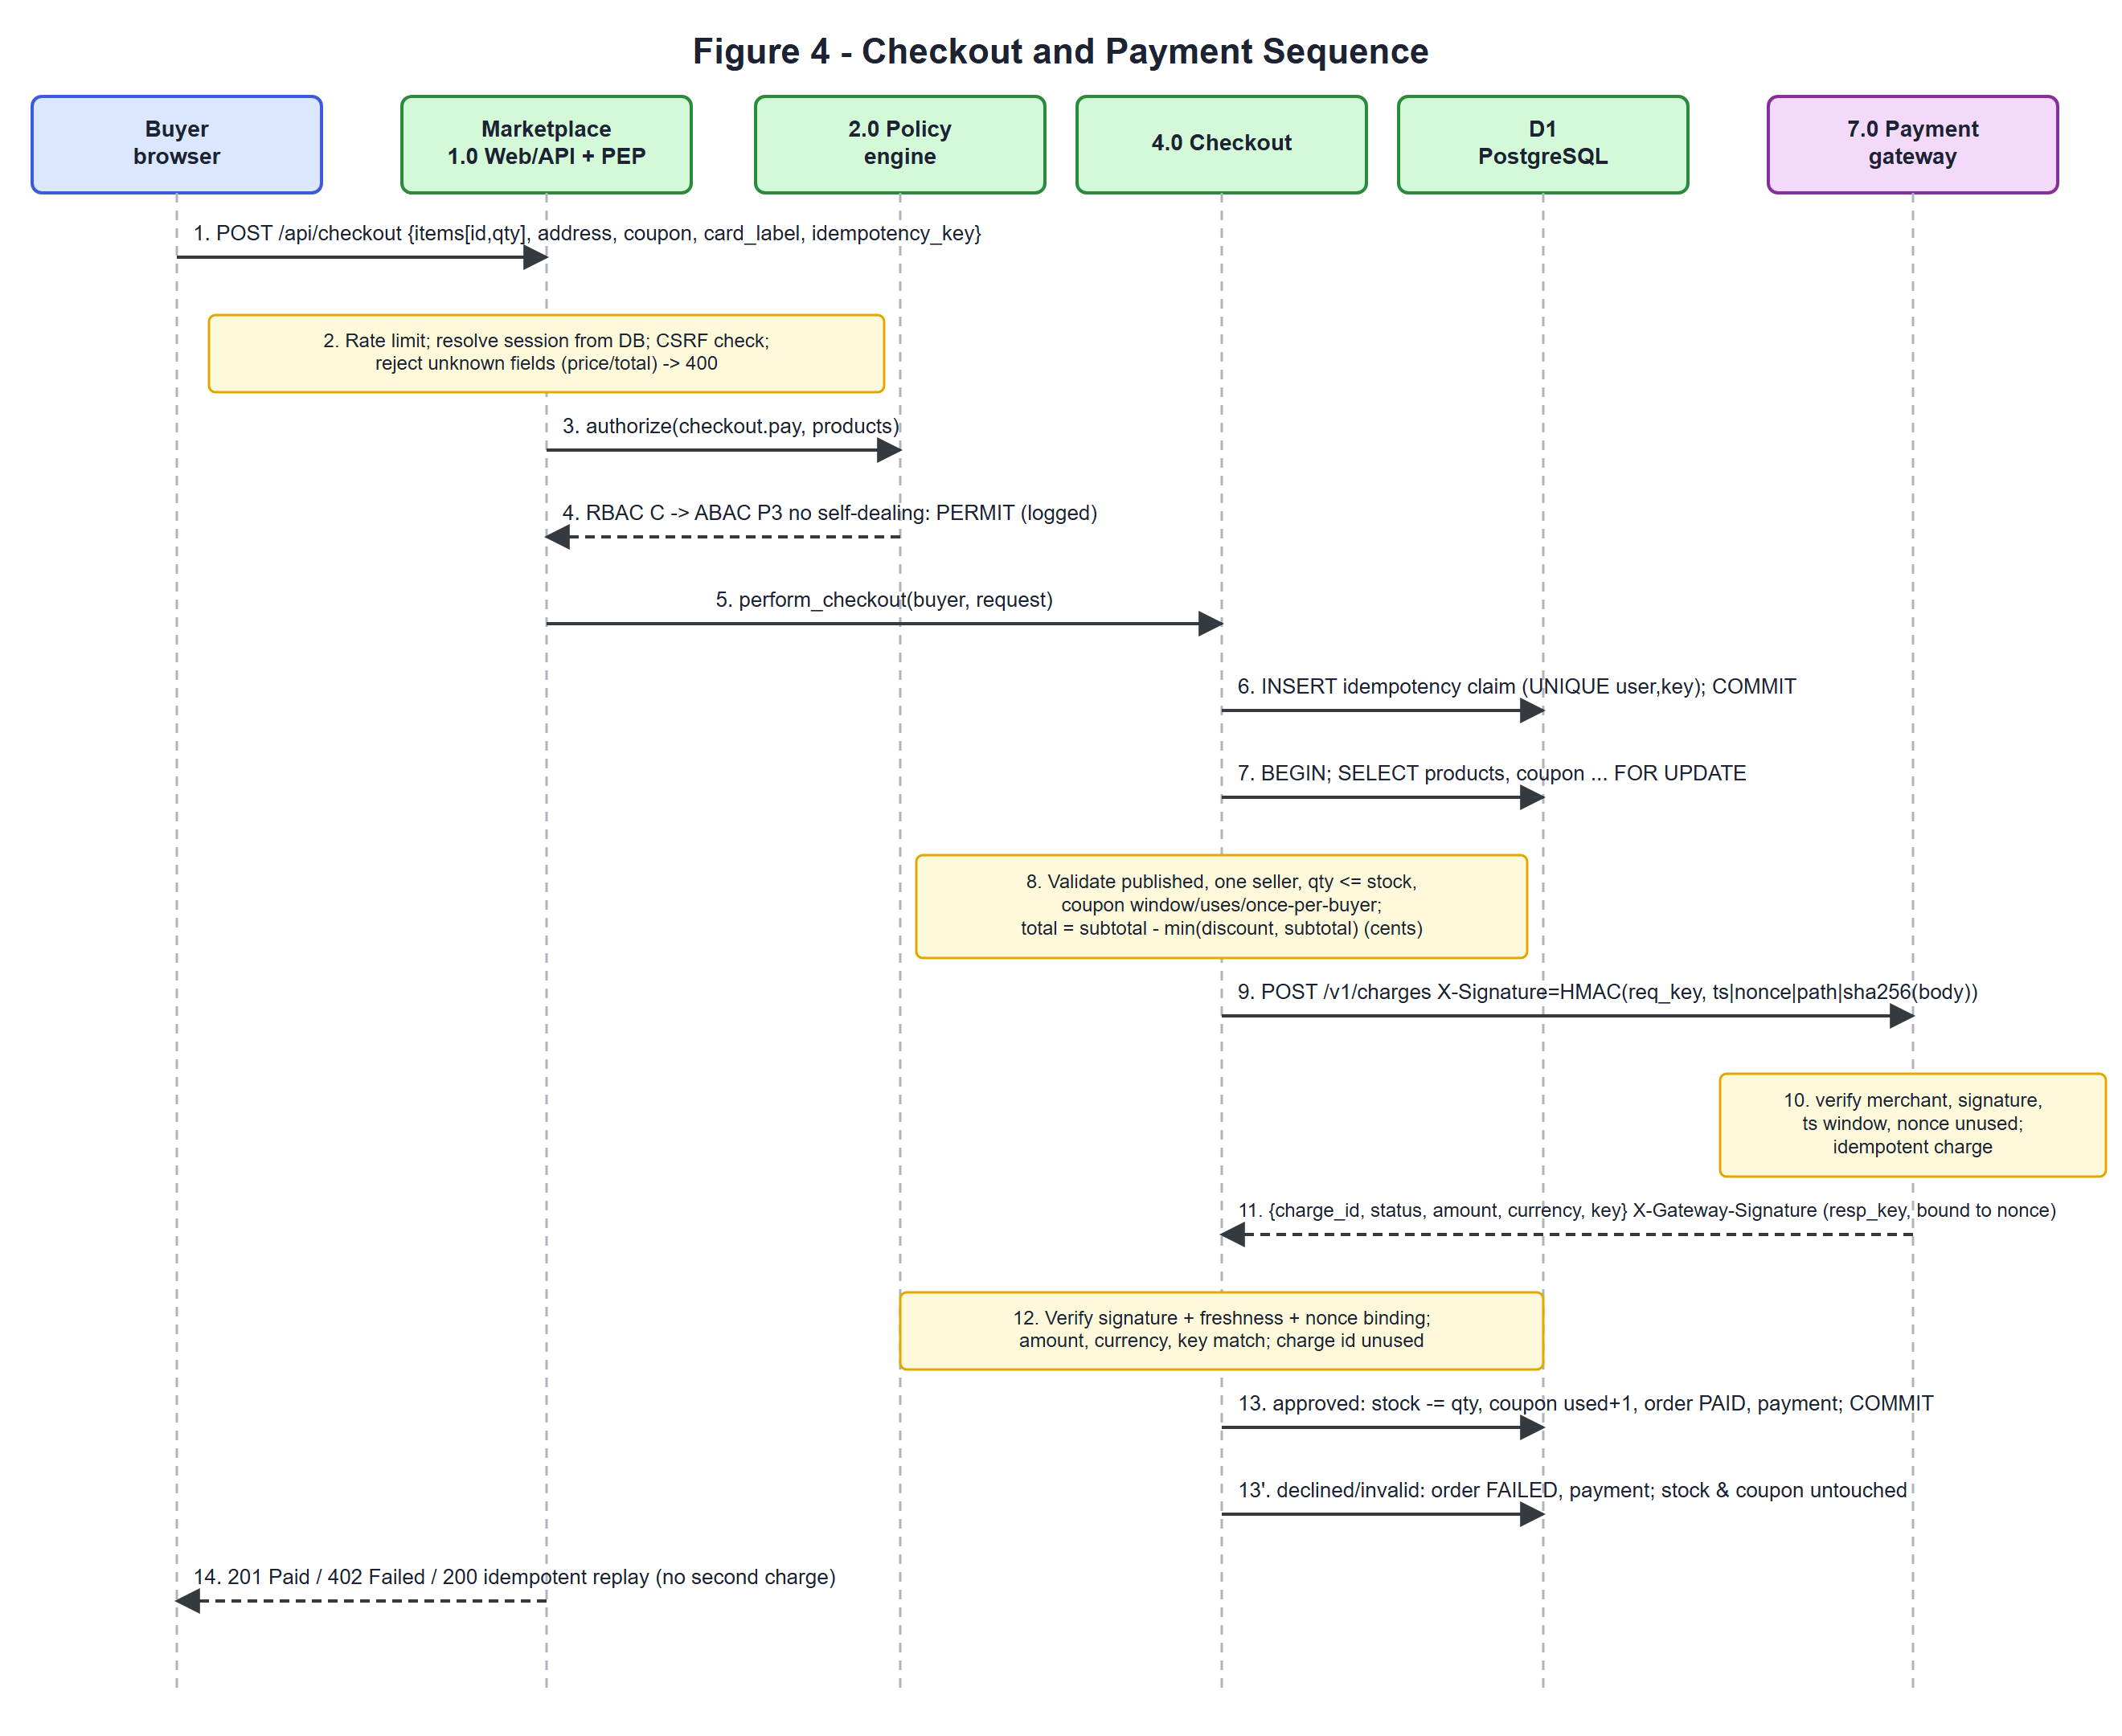 Figure 4 - Checkout and Payment Sequence
Buyer
browser
Marketplace
1.0 Web/API + PEP
2.0 Policy
engine
4.0 Checkout
D1
PostgreSQL
7.0 Payment
gateway
1. POST /api/checkout {items[id,qty], address, coupon, card_label, idempotency_key}
2. Rate limit; resolve session from DB; CSRF check;
reject unknown fields (price/total) -> 400
3. authorize(checkout.pay, products)
4. RBAC C -> ABAC P3 no self-dealing: PERMIT (logged)
5. perform_checkout(buyer, request)
6. INSERT idempotency claim (UNIQUE user,key); COMMIT
7. BEGIN; SELECT products, coupon ... FOR UPDATE
8. Validate published, one seller, qty <= stock,
coupon window/uses/once-per-buyer;
total = subtotal - min(discount, subtotal) (cents)
9. POST /v1/charges X-Signature=HMAC(req_key, ts|nonce|path|sha256(body))
10. verify merchant, signature,
ts window, nonce unused;
idempotent charge
11. {charge_id, status, amount, currency, key} X-Gateway-Signature (resp_key, bound to nonce)
12. Verify signature + freshness + nonce binding;
amount, currency, key match; charge id unused
13. approved: stock -= qty, coupon used+1, order PAID, payment; COMMIT
13'. declined/invalid: order FAILED, payment; stock & coupon untouched
14. 201 Paid / 402 Failed / 200 idempotent replay (no second charge)